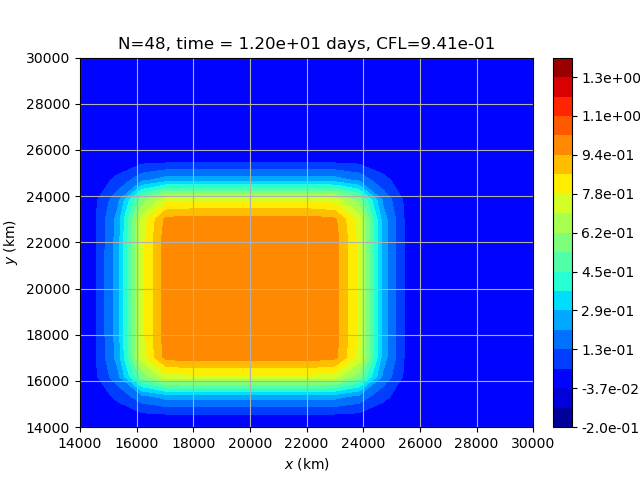 N=48, time = 1.20e+01 days, CFL=9.41e-01
30000
28000
26000
24000
22000
20000
18000
16000
14000
y (km)
14000 16000 18000 20000 22000 24000 26000 28000 30000
x (km)
1.3e+00
1.1e+00
9.4e-01
7.8e-01
6.2e-01
4.5e-01
2.9e-01
1.3e-01
-3.7e-02
-2.0e-01